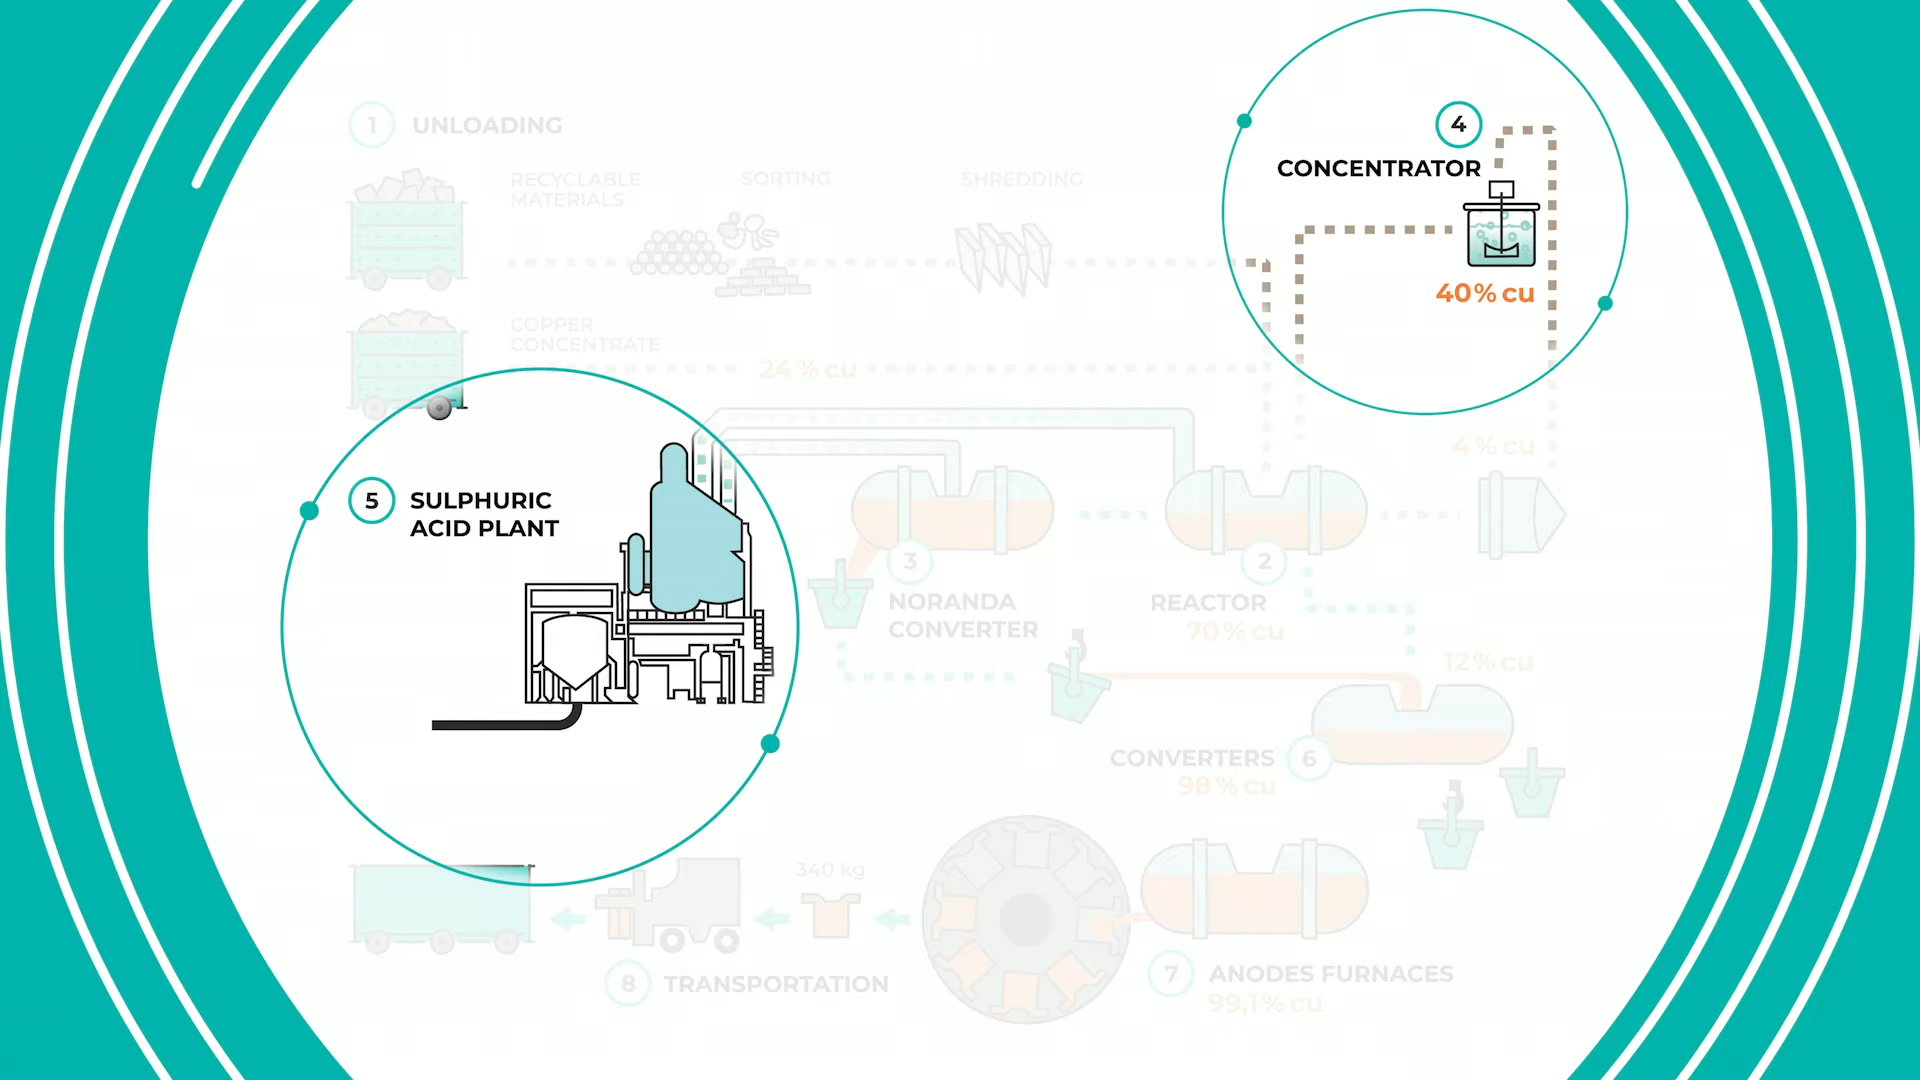 1 UNLOADING
RECYCLABLE
MATERIALS
SORTING
SHREDDING
4
CONCENTRATOR
40% cu
COPPER
CONCENTRATE
24% cu
4% cu
5 SULPHURIC
ACID PLANT
3
NORANDA
CONVERTER
2
REACTOR
70% cu
12% cu
CONVERTERS 6
98% cu
340 kg
8 TRANSPORTATION
7 ANODES FURNACES
99,1% cu